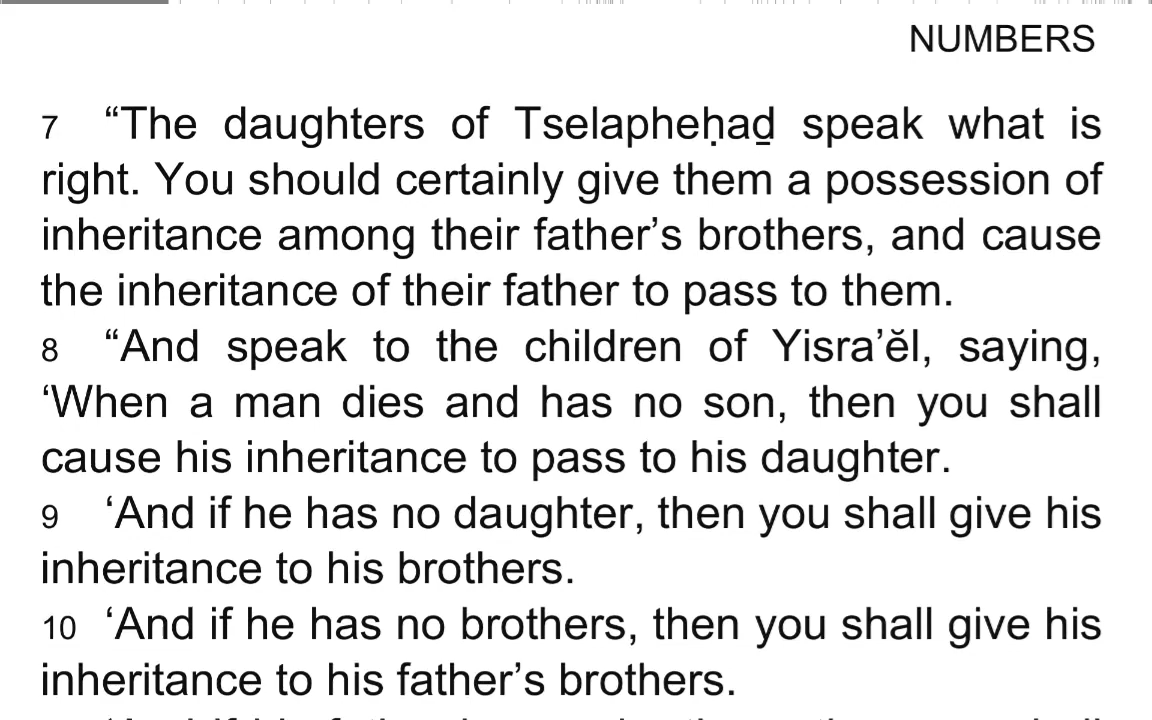 NUMBERS
7 “The daughters of Tselapheḥaḏ speak what is
right. You should certainly give them a possession of
inheritance among their father’s brothers, and cause
the inheritance of their father to pass to them.
8 “And speak to the children of Yisra’ĕl, saying,
‘When a man dies and has no son, then you shall
cause his inheritance to pass to his daughter.
9 ‘And if he has no daughter, then you shall give his
inheritance to his brothers.
10 ‘And if he has no brothers, then you shall give his
inheritance to his father’s brothers.